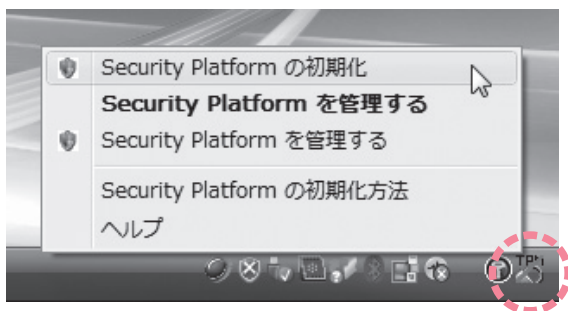 Security Platform の初期化
Security Platform を管理する
Security Platform を管理する
Security Platform の初期化方法
ヘルプ
TPM